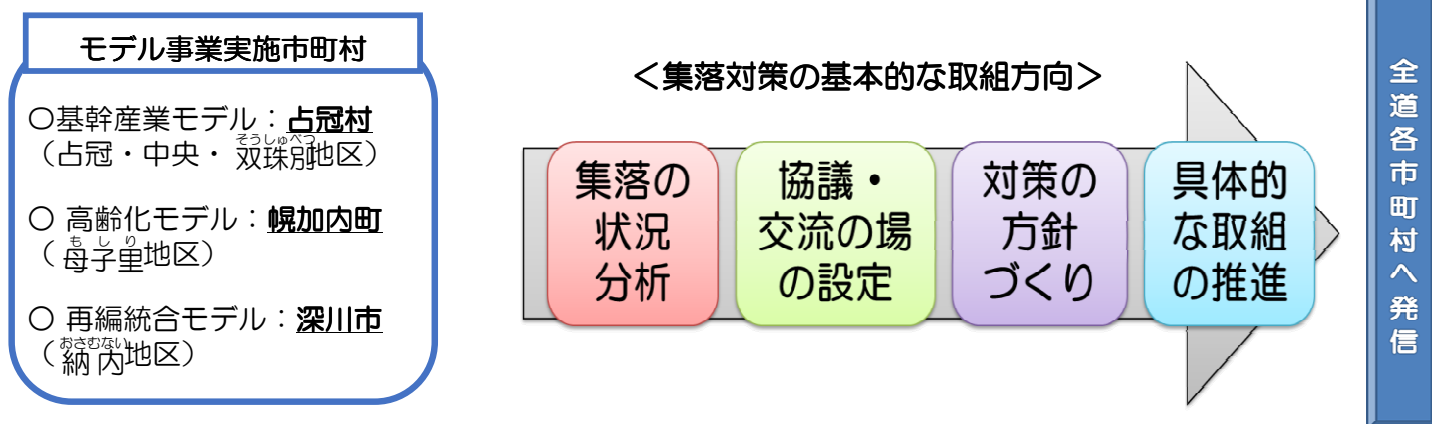 モデル事業実施市町村
〇基幹産業モデル：占冠村
（占冠・中央・双珠別地区）
そうしゅべつ
〇 高齢化モデル：幌加内町
（母子里地区）
もしり
〇 再編統合モデル：深川市
（納内地区）
おさむない
＜集落対策の基本的な取組方向＞
集落の
状況
分析
協議・
交流の場
の設定
対策の
方針
づくり
具体的
な取組
の推進
全道各市町村へ発信